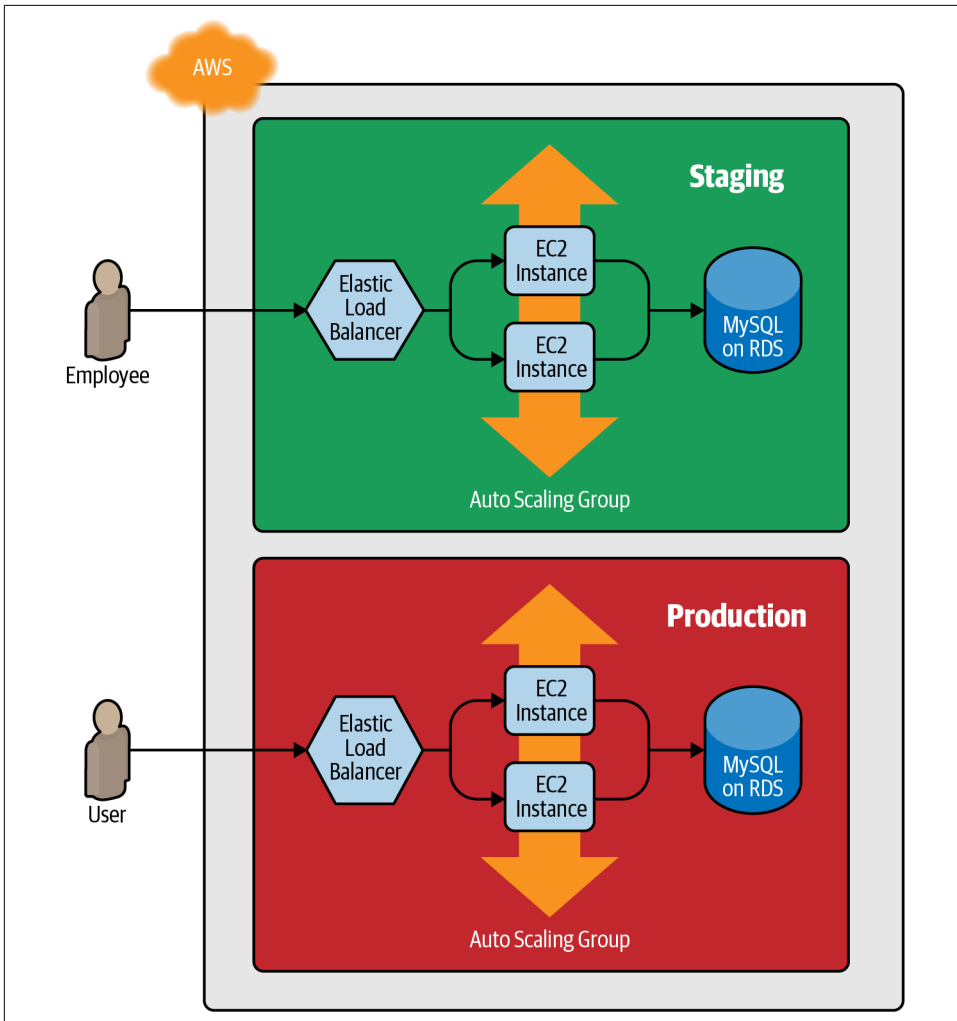 AWS
Staging
EC2
Instance
Elastic
Load
Balancer
EC2
Instance
MySQL
on RDS
Employee
Auto Scaling Group
Production
EC2
Instance
Elastic
Load
Balancer
EC2
Instance
MySQL
on RDS
User
Auto Scaling Group